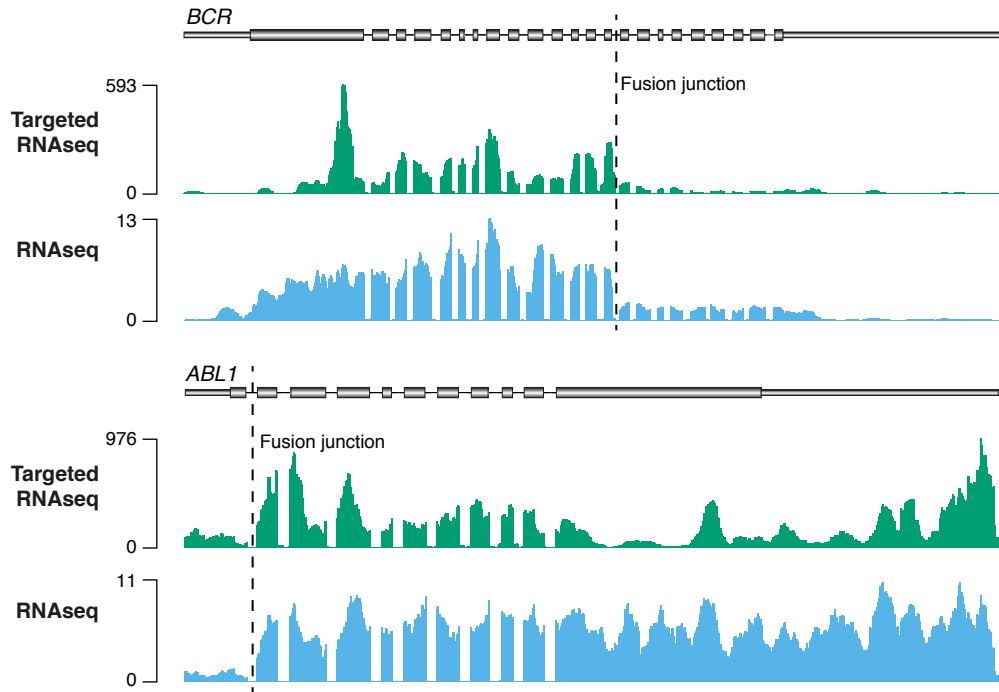 BCR
593
Fusion junction
Targeted
RNAseq
0
13
RNAseq
0
ABL1
976
Fusion junction
Targeted
RNAseq
0
11
RNAseq
0